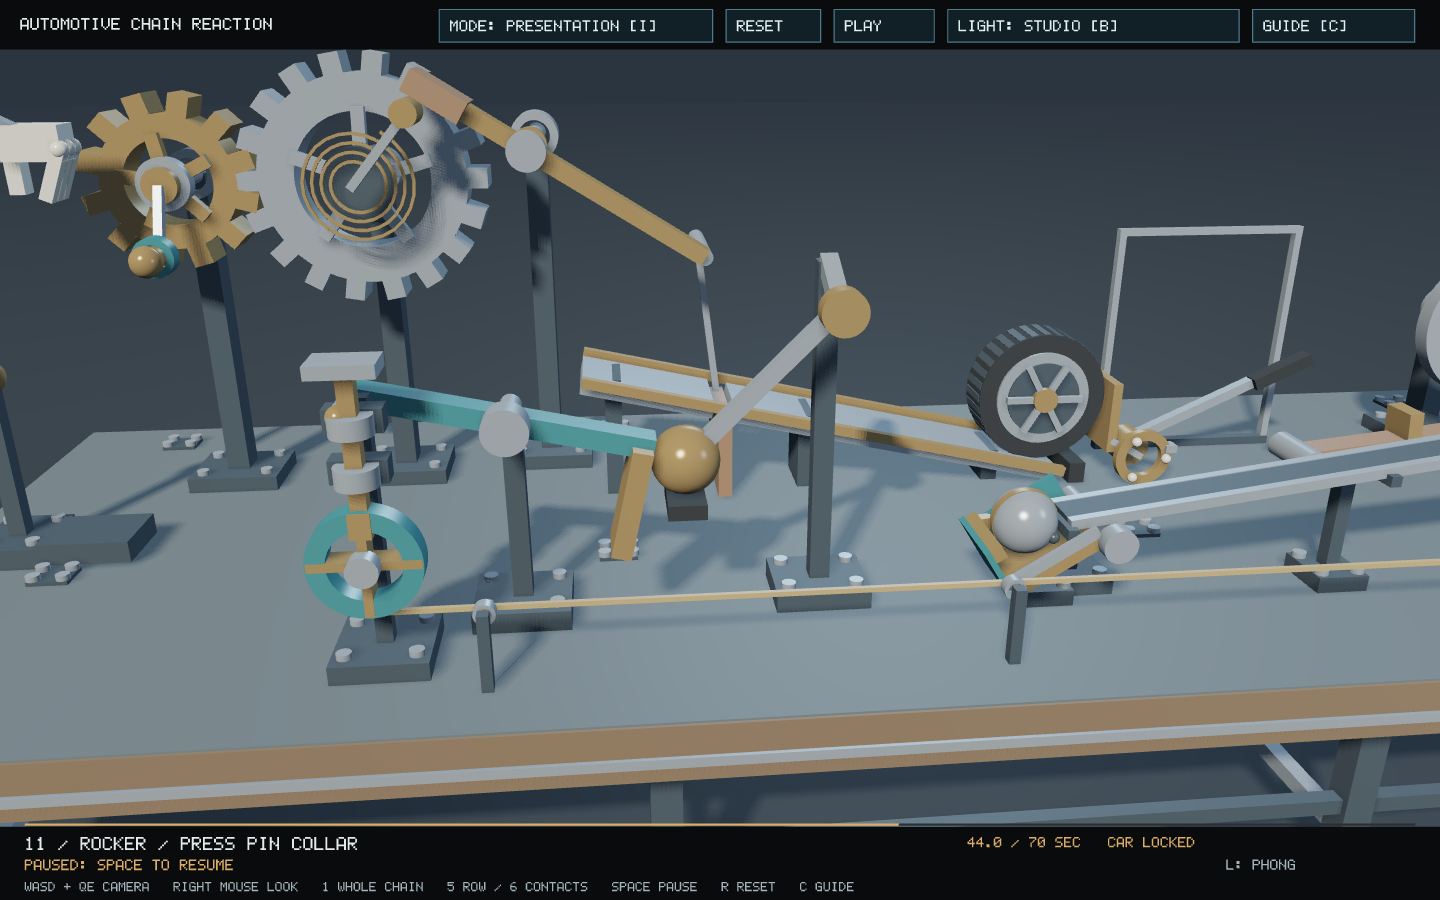 AUTOMOTIVE CHAIN REACTION
MODE: PRESENTATION [I]
RESET
PLAY
LIGHT: STUDIO [B]
GUIDE [C]
11 / ROCKER / PRESS PIN COLLAR
44.0 / 70 SEC CAR LOCKED
PAUSED: SPACE TO RESUME
L: PHONG
WASD + QE CAMERA RIGHT MOUSE LOOK 1 WHOLE CHAIN 5 ROW / 6 CONTACTS SPACE PAUSE R RESET C GUIDE